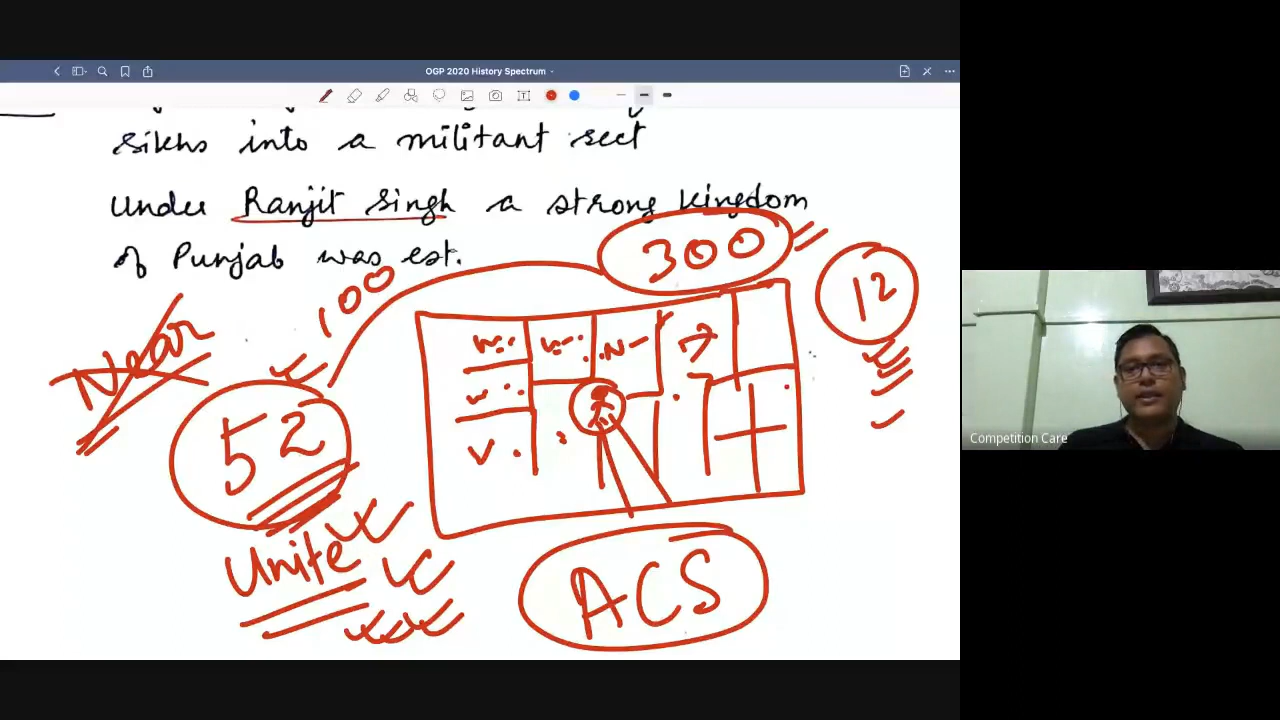 OGP 2020 History Spectrum
sikhs into a militant sect
Under Ranjit Singh a strong kingdom
of Punjab was est.
300
12
100
Near
52
Unite
ACS
Competition Care